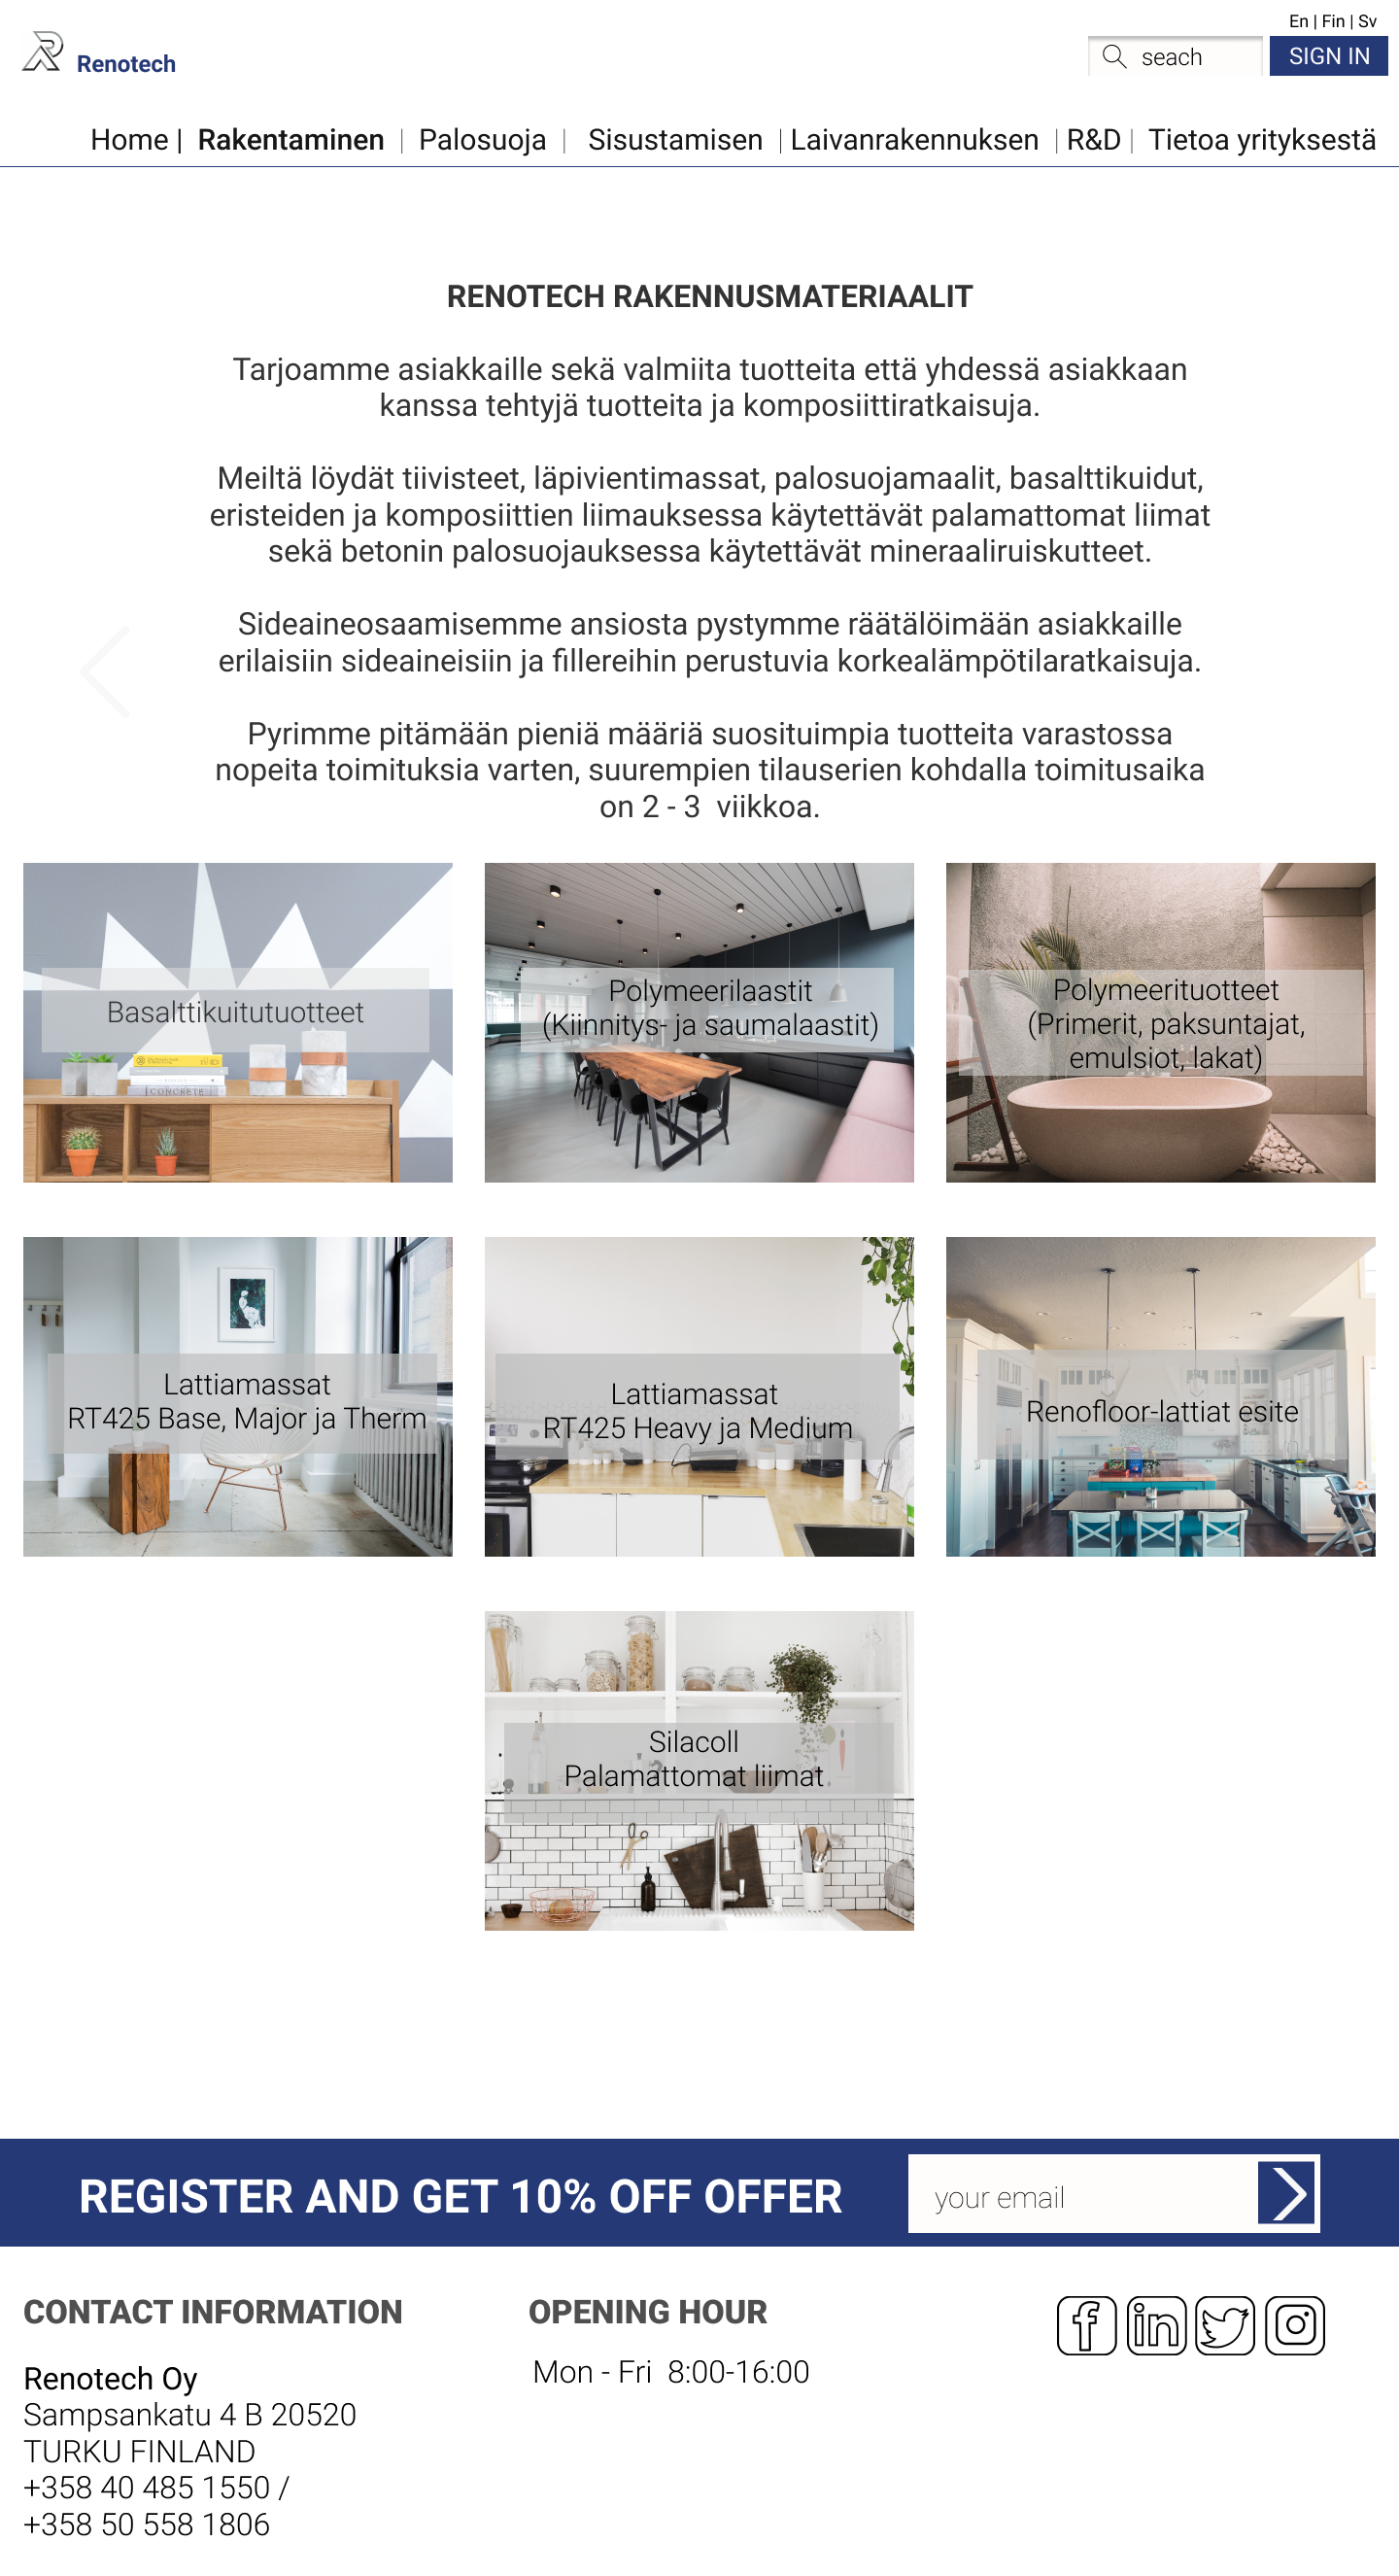 En | Fin | Sv
Renotech
seach
SIGN IN
Home | Rakentaminen | Palosuoja | Sisustamisen | Laivanrakennuksen | R&D | Tietoa yrityksestä
RENOTECH RAKENNUSMATERIAALIT
Tarjoamme asiakkaille sekä valmiita tuotteita että yhdessä asiakkaan
kanssa tehtyjä tuotteita ja komposiittiratkaisuja.
Meiltä löydät tiivisteet, läpivientimassat, palosuojamaalit, basalttikuidut,
eristeiden ja komposiittien liimauksessa käytettävät palamattomat liimat
sekä betonin palosuojauksessa käytettävät mineraaliruiskutteet.
Sideaineosaamisemme ansiosta pystymme räätälöimään asiakkaille
erilaisiin sideaineisiin ja fillereihin perustuvia korkealämpötilaratkaisuja.
Pyrimme pitämään pieniä määriä suosituimpia tuotteita varastossa
nopeita toimituksia varten, suurempien tilauserien kohdalla toimitusaika
on 2 - 3 viikkoa.
Basalttikuitutuotteet
CONCRETE
Polymeerilaastit
(Kiinnitys- ja saumalaastit)
Polymeerituotteet
(Primerit, paksuntajat,
emulsiot, lakat)
Lattiamassat
RT425 Base, Major ja Therm
Lattiamassat
RT425 Heavy ja Medium
Renofloor-lattiat esite
Silacoll
Palamattomat liimat
REGISTER AND GET 10% OFF OFFER
your email
CONTACT INFORMATION
Renotech Oy
Sampsankatu 4 B 20520
TURKU FINLAND
+358 40 485 1550 /
+358 50 558 1806
OPENING HOUR
Mon - Fri 8:00-16:00